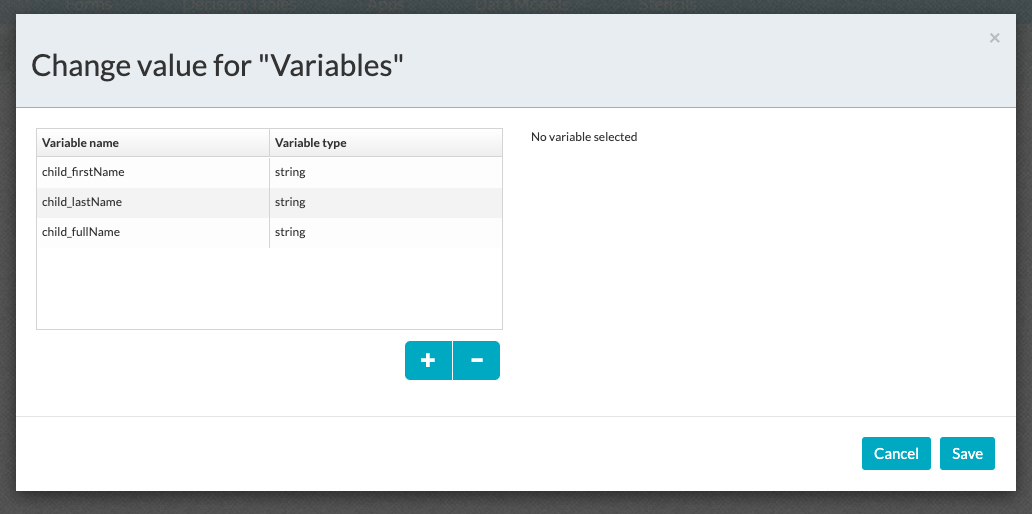 Forms Decision Tables Apps Data Models Stencils
×
Change value for "Variables"
Variable name Variable type
child_firstName string
child_lastName string
child_fullName string
No variable selected
+ −
Cancel Save